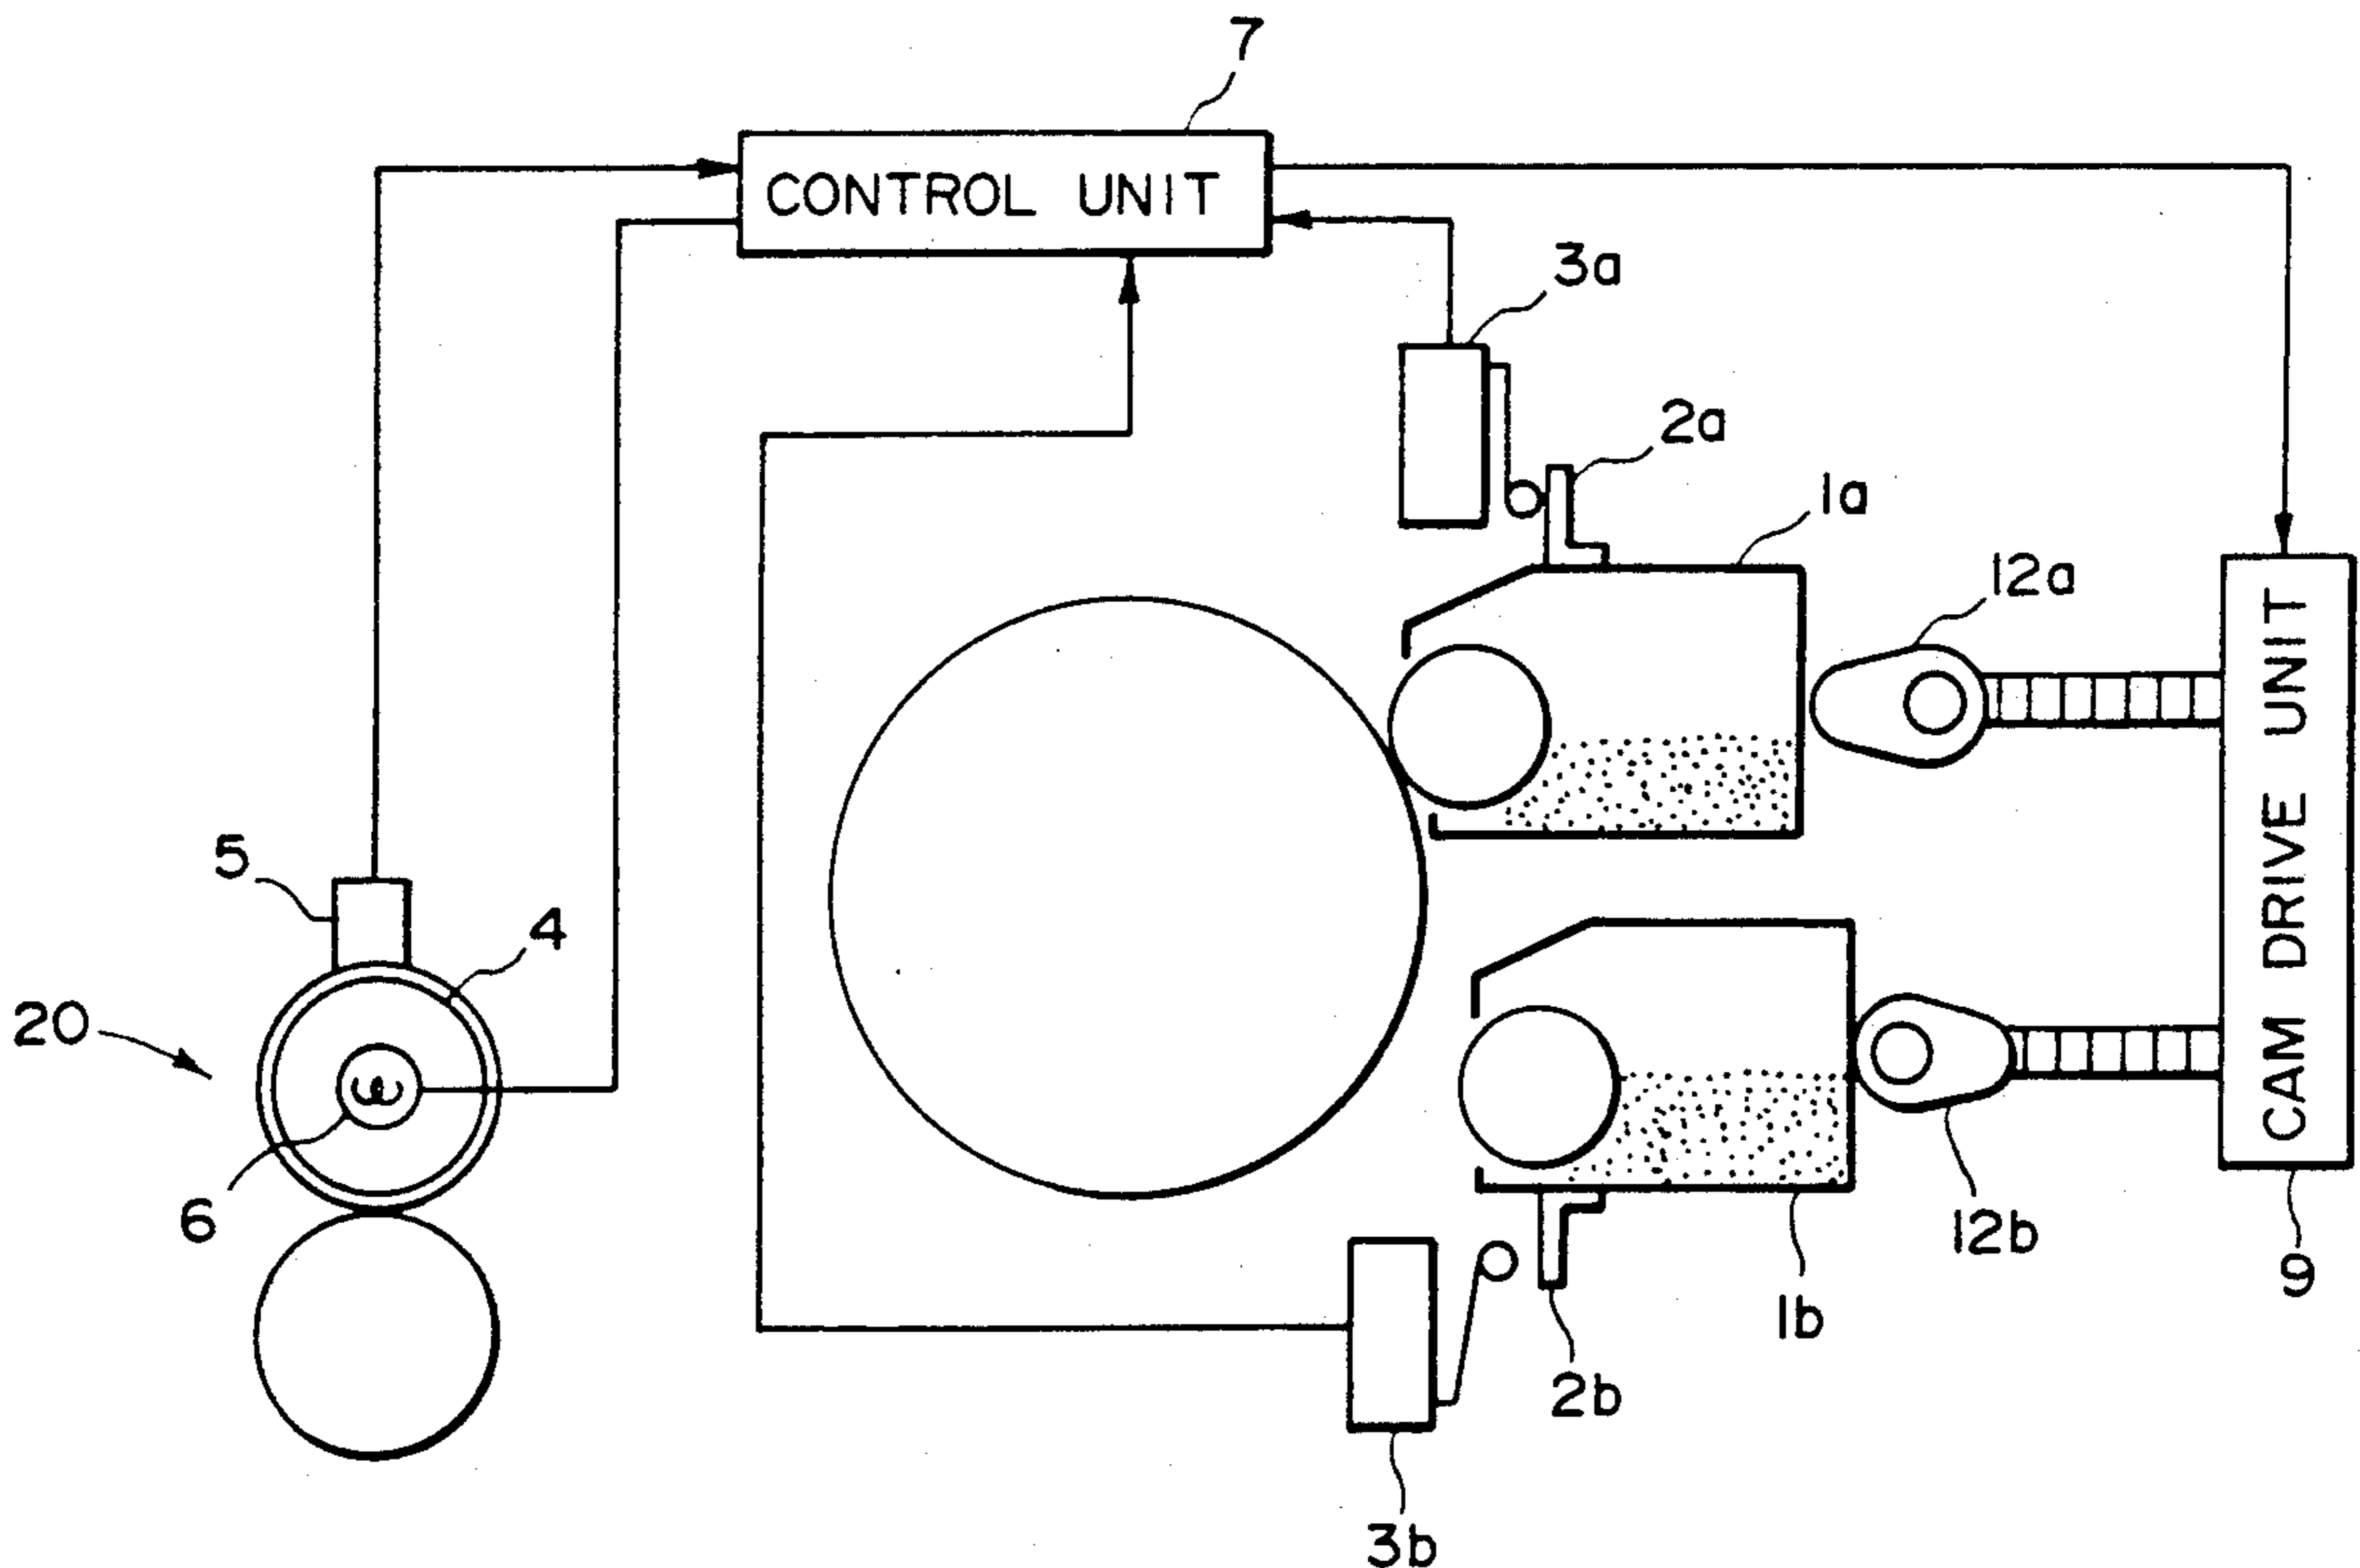 7
CONTROL UNIT
3a
2a
1a
12a
CAM DRIVE UNIT
5
4
20
6
12b
9
1b
2b
3b